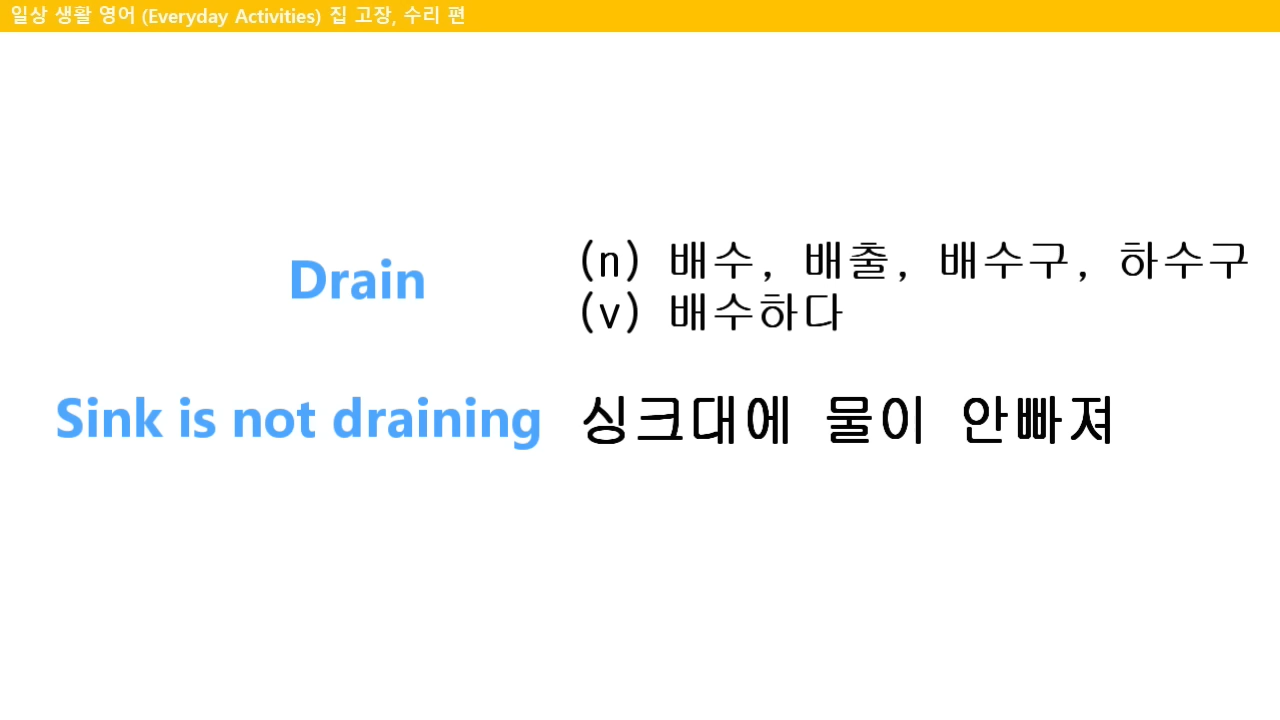 일상 생활 영어 (Everyday Activities) 집 고장, 수리 편
Drain
(n) 배수, 배출, 배수구, 하수구
(v) 배수하다
Sink is not draining
싱크대에 물이 안빠져